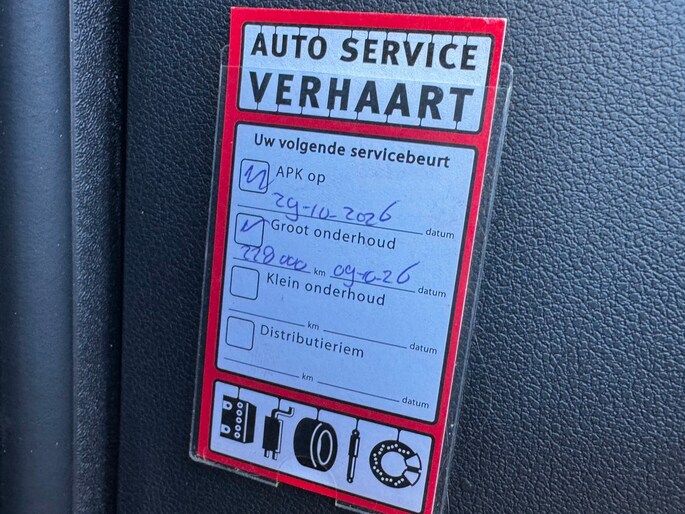 AUTO SERVICE
VERHAART
Uw volgende servicebeurt
APK op
29-10-2026 datum
Groot onderhoud
228000 km 09-10-26 datum
Klein onderhoud
km datum
Distributieriem
km datum